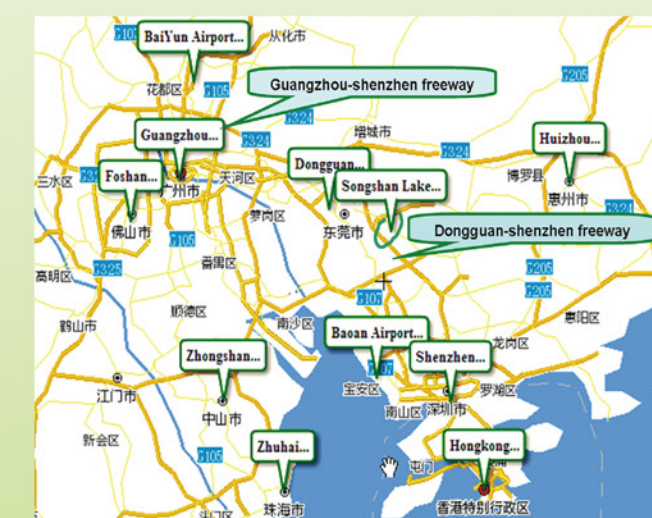 G107
BaiYun Airport...
从化市
G205
花都区
G105
Guangzhou-shenzhen freeway
G324
增城市
Guangzhou...
G324
Huizhou...
Dongguan...
三水区
Foshan...
广州市
天河区
Songshan Lake...
博罗县
惠州市
萝岗区
G324
佛山市
G105
东莞市
Dongguan-shenzhen freeway
番禺区
高明区
G325
G205
G107
G205
顺德区
南沙区
惠阳区
鹤山市
Baoan Airport...
龙岗区
Zhongshan...
Shenzhen...
江门市
宝安区
罗湖区
中山市
南山区
深圳市
新会区
Zhuhai...
Hongkong...
G105
屯门
珠海市
香港特别行政区
斗门区